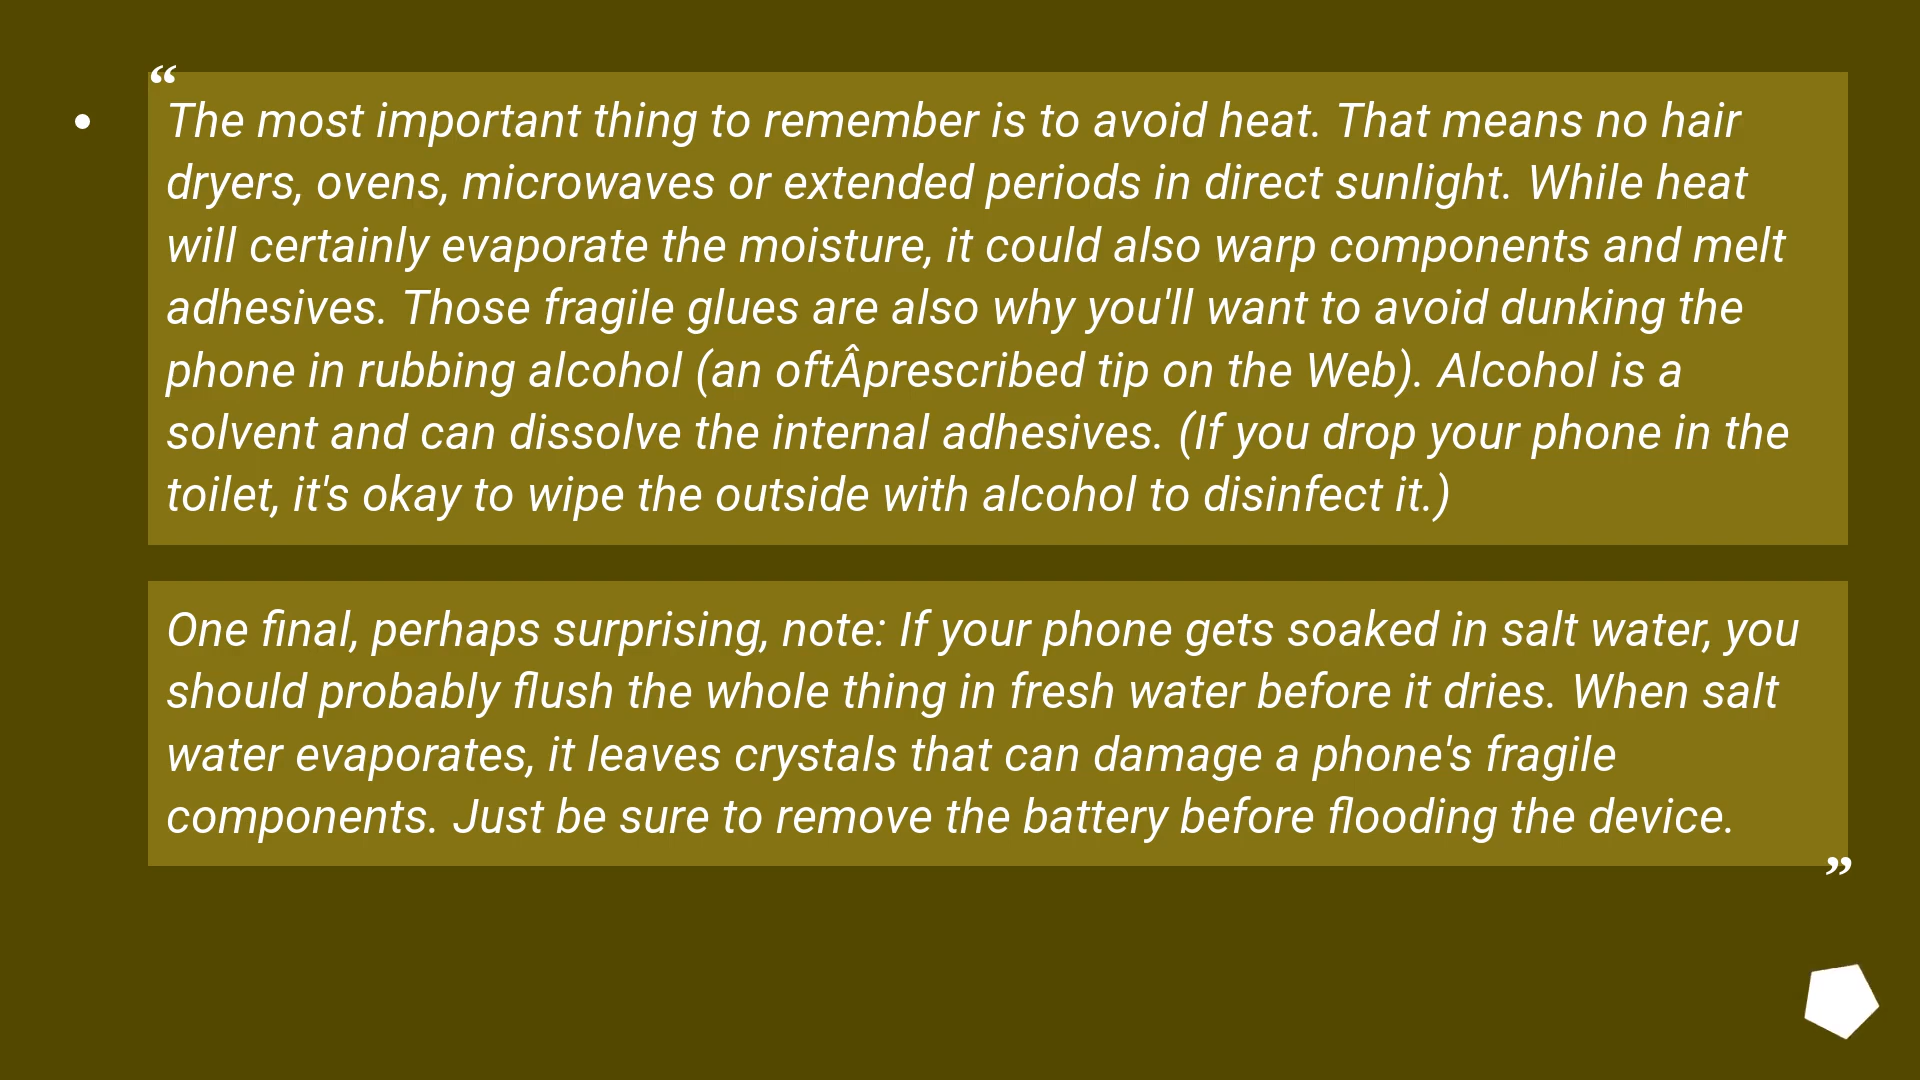 “
The most important thing to remember is to avoid heat. That means no hair
dryers, ovens, microwaves or extended periods in direct sunlight. While heat
will certainly evaporate the moisture, it could also warp components and melt
adhesives. Those fragile glues are also why you'll want to avoid dunking the
phone in rubbing alcohol (an oftÂprescribed tip on the Web). Alcohol is a
solvent and can dissolve the internal adhesives. (If you drop your phone in the
toilet, it's okay to wipe the outside with alcohol to disinfect it.)
One final, perhaps surprising, note: If your phone gets soaked in salt water, you
should probably flush the whole thing in fresh water before it dries. When salt
water evaporates, it leaves crystals that can damage a phone's fragile
components. Just be sure to remove the battery before flooding the device.
”